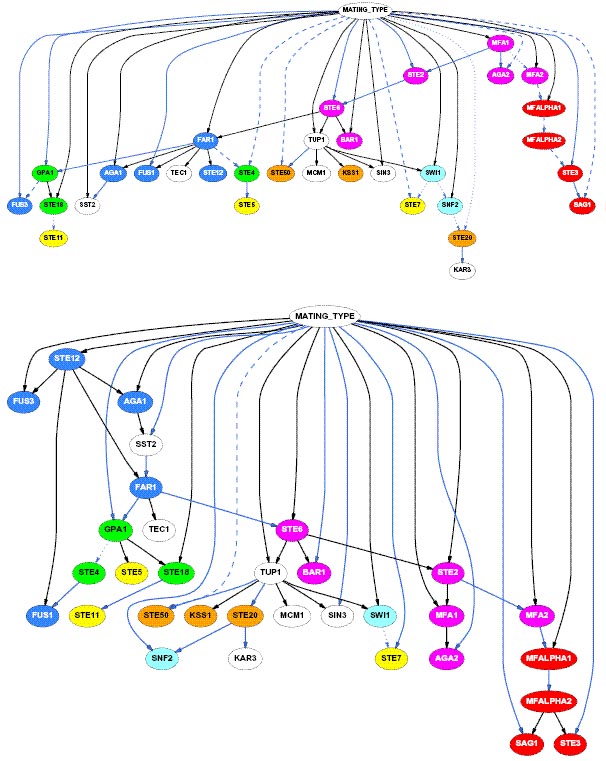 MATING_TYPE
MFA1
STE2 AGA2 MFA2
STE6 MFALPHA1
FAR1 TUP1 BAR1 MFALPHA2
GPA1 AGA1 FUS1 TEC1 STE12 STE4 STE50 MCM1 KSS1 SIN3 SWI1 STE3
FUS3 STE18 SST2 STE5 STE7 SNF2 SAG1
STE11 STE20
KAR3
MATING_TYPE
STE12
FUS3 AGA1
SST2
FAR1
GPA1 TEC1 STE6
STE4 STE5 STE18 TUP1 BAR1 STE2
FUS1 STE11 STE50 KSS1 STE20 MCM1 SIN3 SWI1 MFA1 MFA2
SNF2 KAR3 STE7 AGA2 MFALPHA1
MFALPHA2
SAG1 STE3